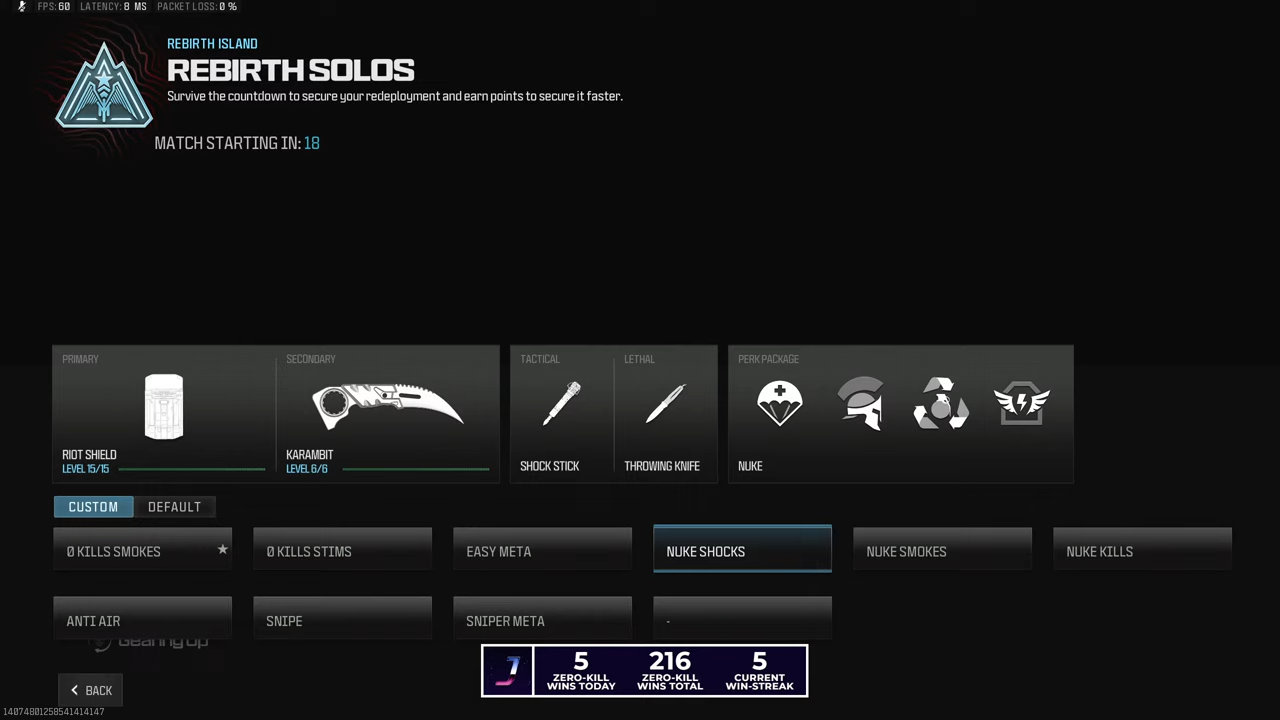 FPS: 60 LATENCY: 8 MS PACKET LOSS: 0 %
REBIRTH ISLAND
REBIRTH SOLOS
Survive the countdown to secure your redeployment and earn points to secure it faster.
MATCH STARTING IN: 18
PRIMARY
SECONDARY
TACTICAL
LETHAL
PERK PACKAGE
RIOT SHIELD
LEVEL 15/15
KARAMBIT
LEVEL 6/6
SHOCK STICK
THROWING KNIFE
NUKE
CUSTOM
DEFAULT
0 KILLS SMOKES
0 KILLS STIMS
EASY META
NUKE SHOCKS
NUKE SMOKES
NUKE KILLS
ANTI AIR
SNIPE
SNIPER META
-
Gearing Up
J
5
ZERO-KILL
WINS TODAY
216
ZERO-KILL
WINS TOTAL
5
CURRENT
WIN-STREAK
BACK
14074801258541414147